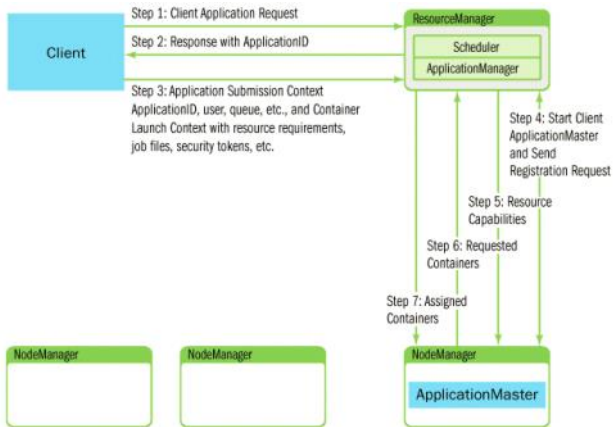 Step 1: Client Application Request
ResourceManager
Client
Step 2: Response with ApplicationID
Scheduler
ApplicationManager
Step 3: Application Submission Context
ApplicationID, user, queue, etc., and Container
Launch Context with resource requirements,
job files, security tokens, etc.
Step 4: Start Client
ApplicationMaster
and Send
Registration Request
Step 5: Resource
Capabilities
Step 6: Requested
Containers
Step 7: Assigned
Containers
NodeManager
NodeManager
NodeManager
ApplicationMaster